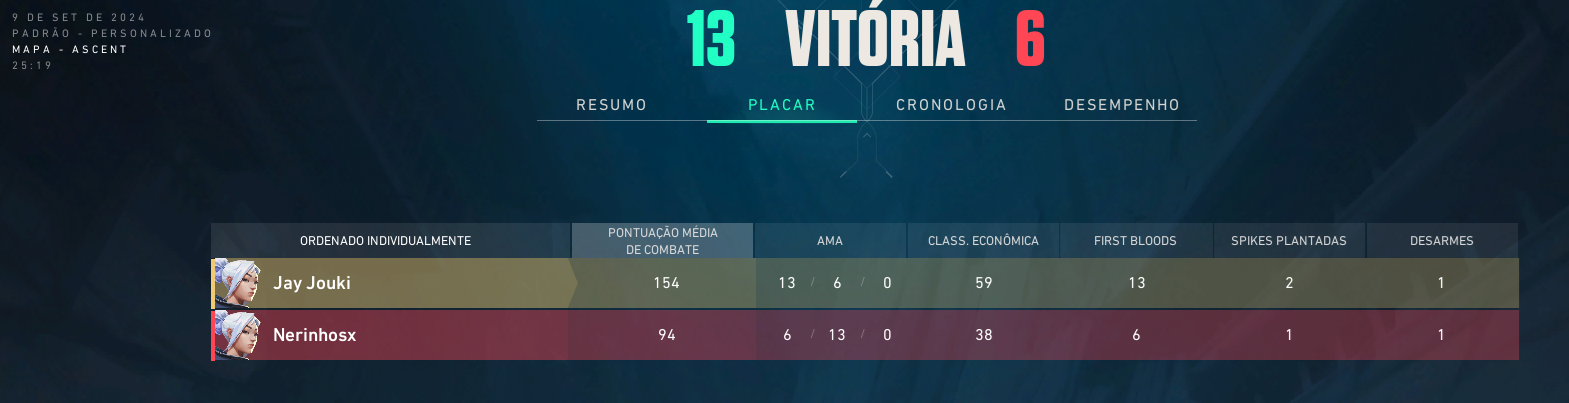 9 DE SET DE 2024
PADRÃO - PERSONALIZADO
MAPA - ASCENT
25:19
13 VITÓRIA 6
RESUMO PLACAR CRONOLOGIA DESEMPENHO
ORDENADO INDIVIDUALMENTE PONTUAÇÃO MÉDIA DE COMBATE AMA CLASS. ECONÔMICA FIRST BLOODS SPIKES PLANTADAS DESARMES
Jay Jouki 154 13 / 6 / 0 59 13 2 1
Nerinhosx 94 6 / 13 / 0 38 6 1 1